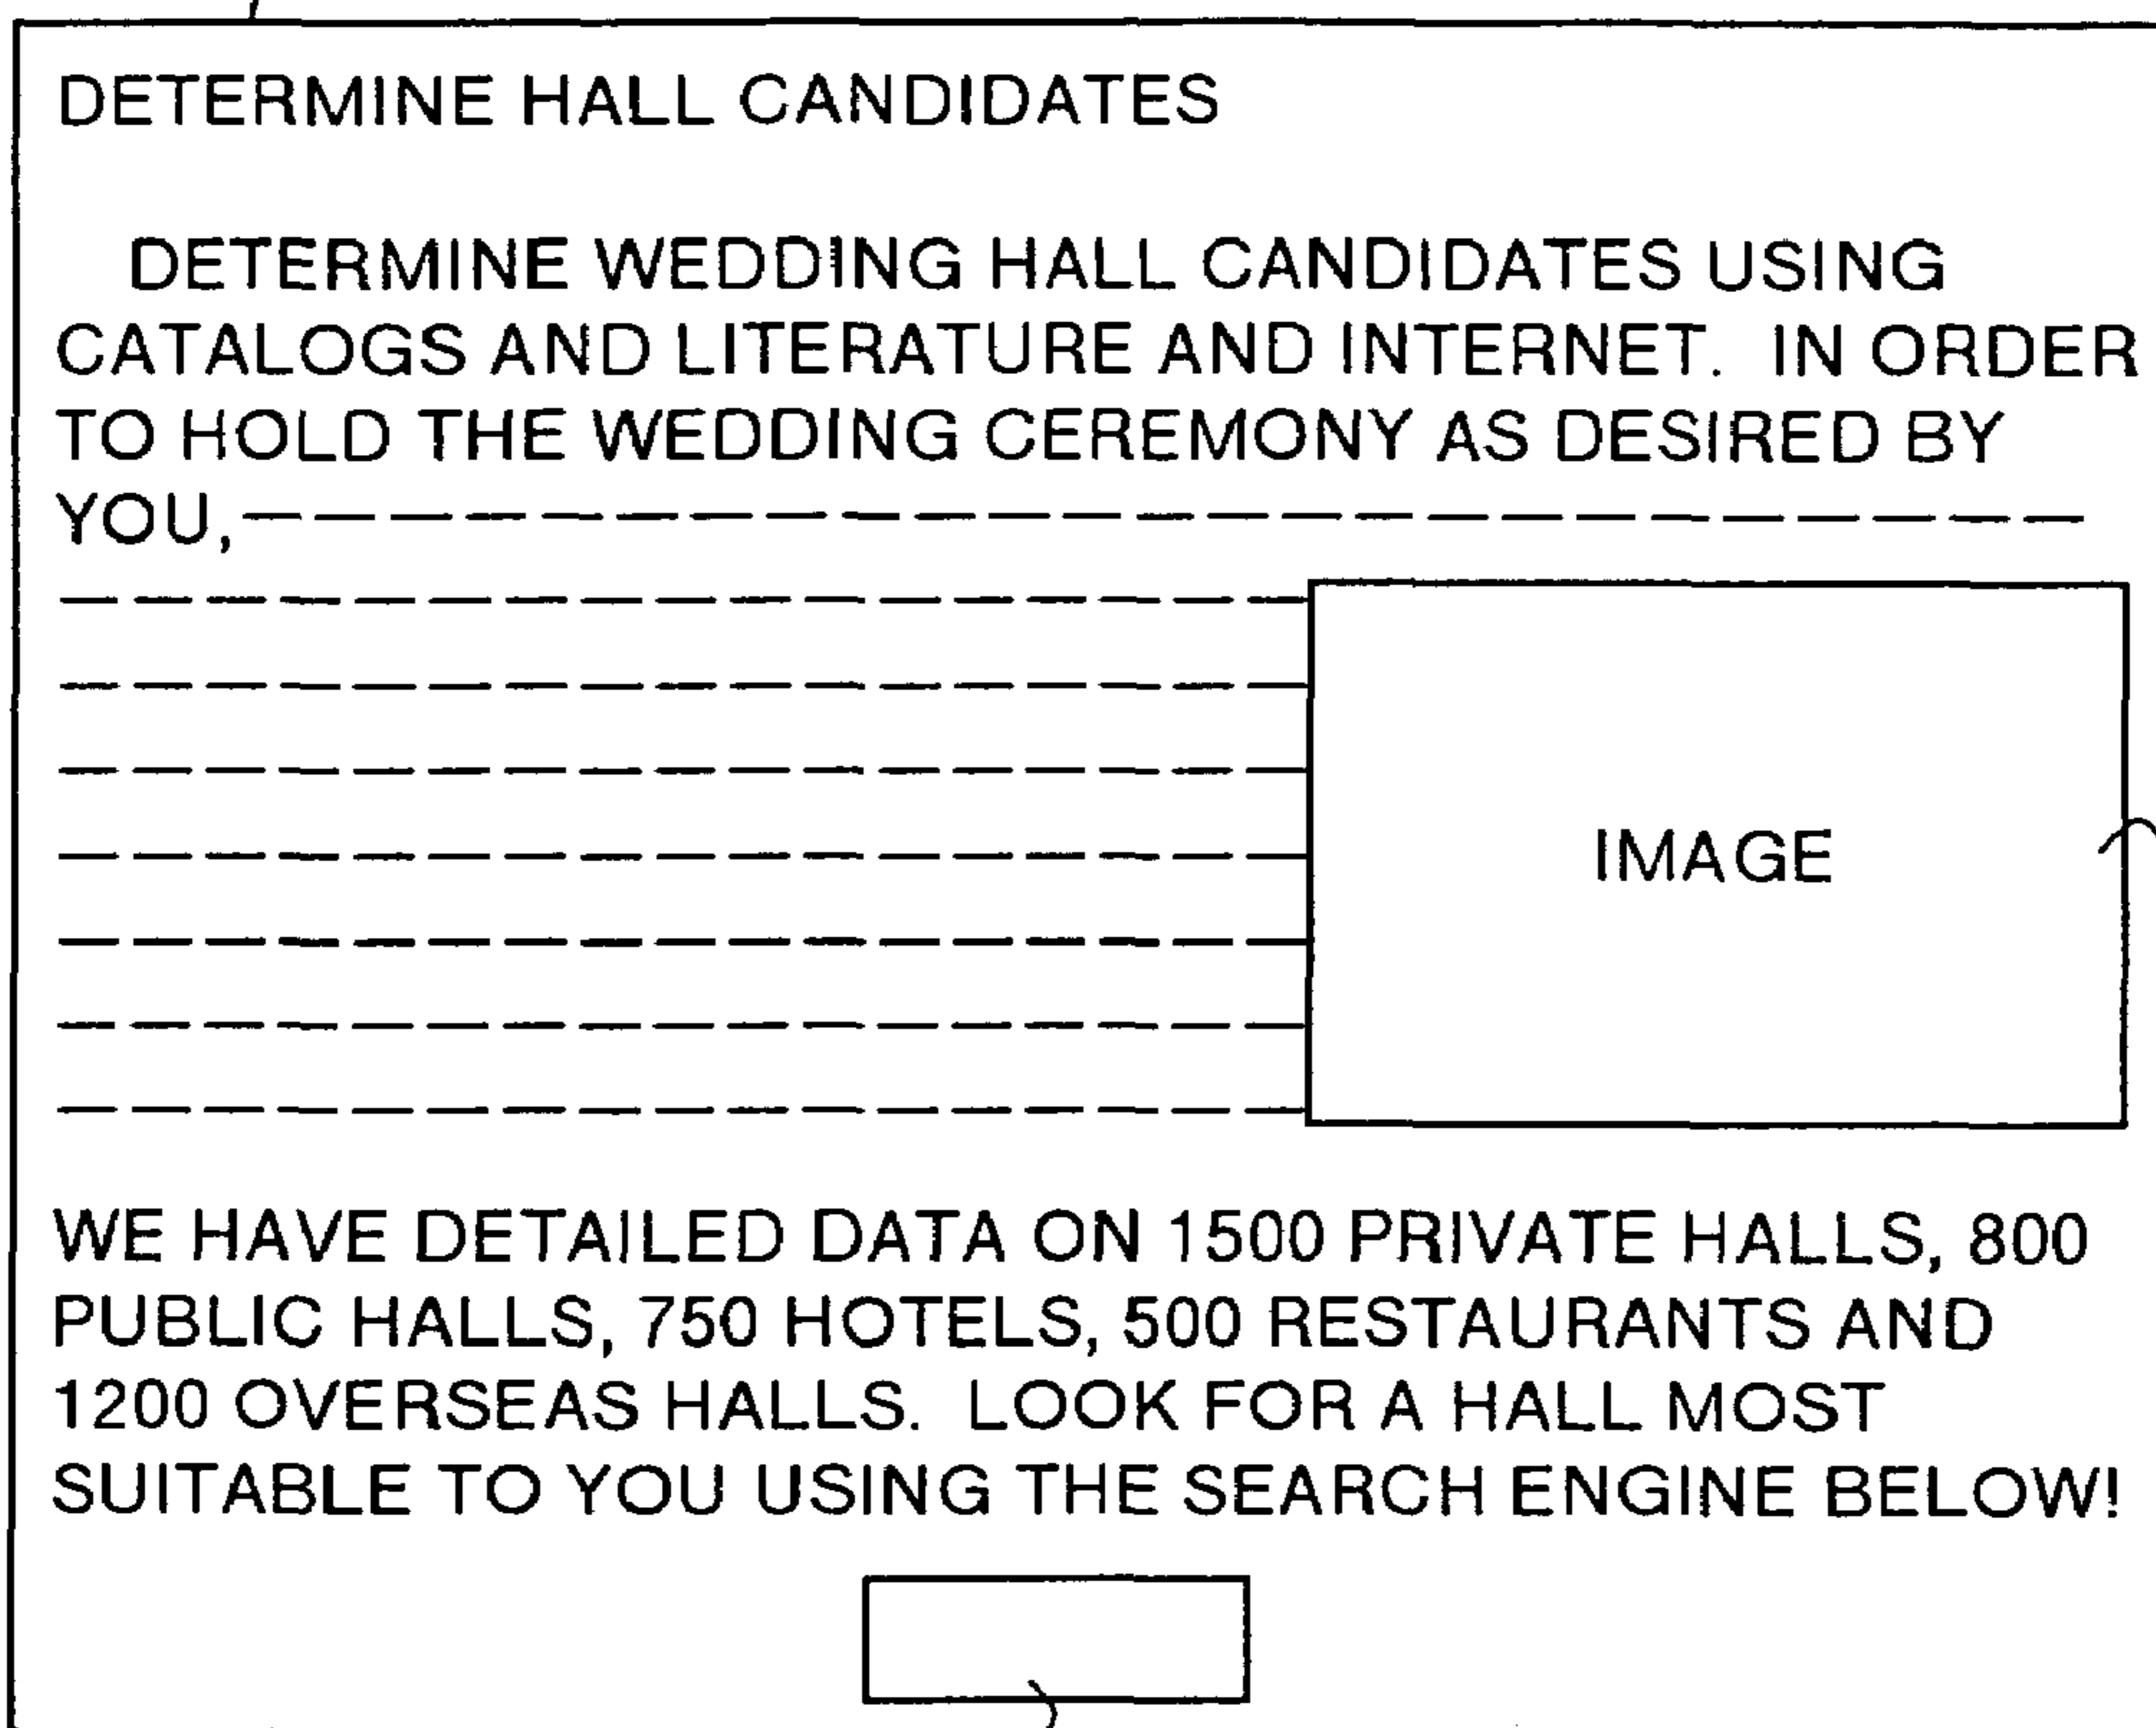 DETERMINE HALL CANDIDATES
DETERMINE WEDDING HALL CANDIDATES USING
CATALOGS AND LITERATURE AND INTERNET. IN ORDER
TO HOLD THE WEDDING CEREMONY AS DESIRED BY
YOU,
IMAGE
WE HAVE DETAILED DATA ON 1500 PRIVATE HALLS, 800
PUBLIC HALLS, 750 HOTELS, 500 RESTAURANTS AND
1200 OVERSEAS HALLS. LOOK FOR A HALL MOST
SUITABLE TO YOU USING THE SEARCH ENGINE BELOW!